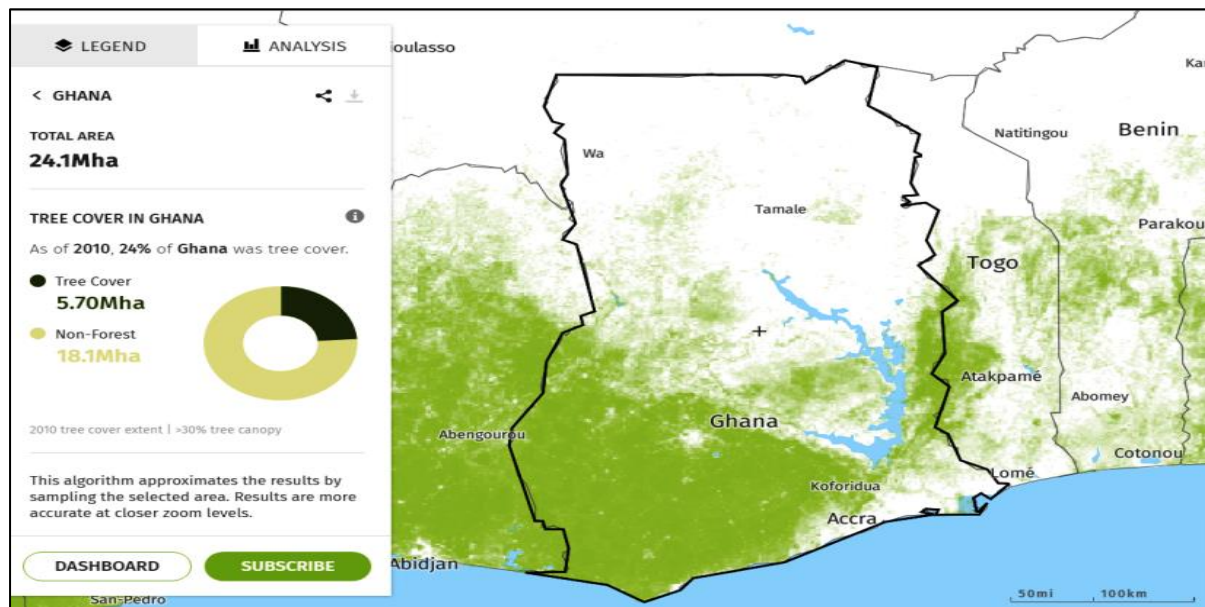 LEGEND
ANALYSIS
< GHANA
TOTAL AREA
24.1Mha
TREE COVER IN GHANA
As of 2010, 24% of Ghana was tree cover.
Tree Cover
5.70Mha
Non-Forest
18.1Mha
2010 tree cover extent | >30% tree canopy
This algorithm approximates the results by
sampling the selected area. Results are more
accurate at closer zoom levels.
DASHBOARD
SUBSCRIBE
oulasso
Ka
Natitingou
Benin
Wa
Tamale
Parakou
Togo
Atakpamé
Abomey
Ghana
Abengourou
Cotonou
Lomé
Koforidua
Accra
Abidjan
San-Pedro
50mi
100km